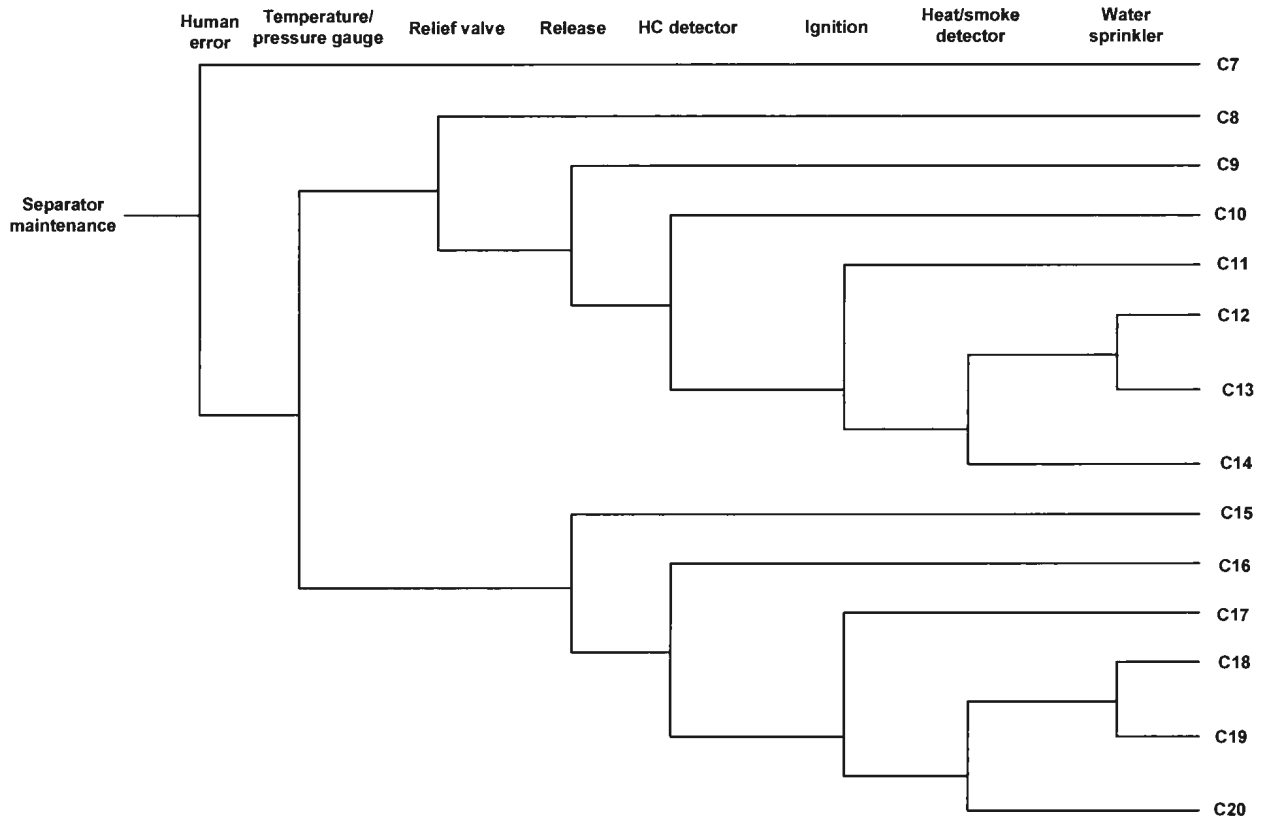 Human
error
Temperature/
pressure gauge
Relief valve
Release
HC detector
Ignition
Heat/smoke
detector
Water
sprinkler
Separator
maintenance
C7
C8
C9
C10
C11
C12
C13
C14
C15
C16
C17
C18
C19
C20